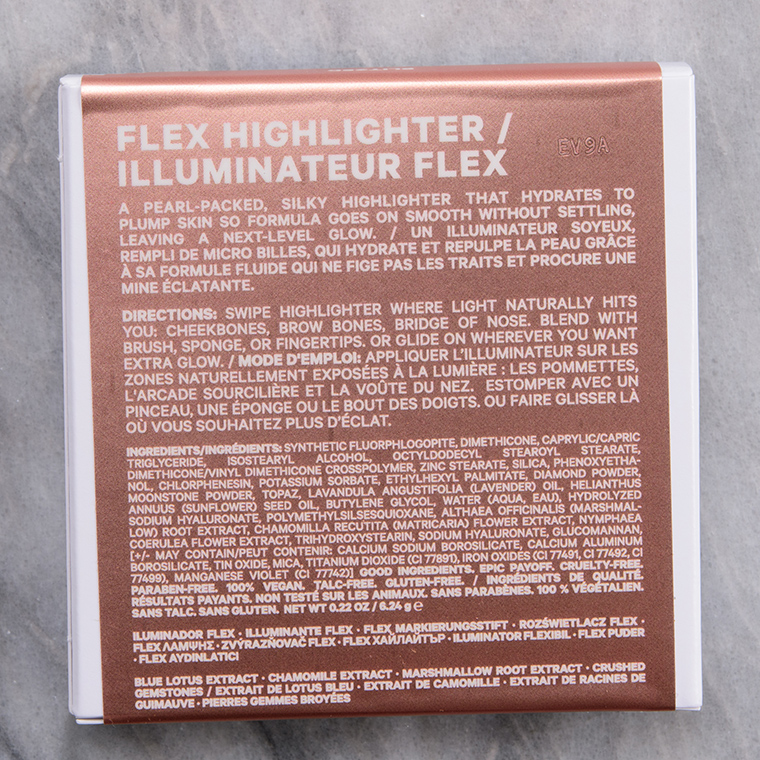 FLEX HIGHLIGHTER /
ILLUMINATEUR FLEX
EV9A
A PEARL-PACKED, SILKY HIGHLIGHTER THAT HYDRATES TO
PLUMP SKIN SO FORMULA GOES ON SMOOTH WITHOUT SETTLING,
LEAVING A NEXT-LEVEL GLOW. / UN ILLUMINATEUR SOYEUX,
REMPLI DE MICRO BILLES, QUI HYDRATE ET REPULPE LA PEAU GRÂCE
À SA FORMULE FLUIDE QUI NE FIGE PAS LES TRAITS ET PROCURE UNE
MINE ÉCLATANTE.
DIRECTIONS: SWIPE HIGHLIGHTER WHERE LIGHT NATURALLY HITS
YOU: CHEEKBONES, BROW BONES, BRIDGE OF NOSE. BLEND WITH
BRUSH, SPONGE, OR FINGERTIPS. OR GLIDE ON WHEREVER YOU WANT
EXTRA GLOW. / MODE D'EMPLOI: APPLIQUER L'ILLUMINATEUR SUR LES
ZONES NATURELLEMENT EXPOSÉES À LA LUMIÈRE : LES POMMETTES,
L'ARCADE SOURCILIÈRE ET LA VOÛTE DU NEZ. ESTOMPER AVEC UN
PINCEAU, UNE ÉPONGE OU LE BOUT DES DOIGTS. OU FAIRE GLISSER LÀ
OÙ VOUS SOUHAITEZ PLUS D'ÉCLAT.
INGREDIENTS/INGRÉDIENTS: SYNTHETIC FLUORPHLOGOPITE, DIMETHICONE, CAPRYLIC/CAPRIC
TRIGLYCERIDE, ISOSTEARYL ALCOHOL, OCTYLDODECYL STEAROYL STEARATE,
DIMETHICONE/VINYL DIMETHICONE CROSSPOLYMER, ZINC STEARATE, SILICA, PHENOXYETHA-
NOL, CHLORPHENESIN, POTASSIUM SORBATE, ETHYLHEXYL PALMITATE, DIAMOND POWDER,
MOONSTONE POWDER, TOPAZ, LAVANDULA ANGUSTIFOLIA (LAVENDER) OIL, HELIANTHUS
ANNUUS (SUNFLOWER) SEED OIL, BUTYLENE GLYCOL, WATER (AQUA, EAU), HYDROLYZED
SODIUM HYALURONATE, POLYMETHYLSILSESQUIOXANE, ALTHAEA OFFICINALIS (MARSHMAL-
LOW) ROOT EXTRACT, CHAMOMILLA RECUTITA (MATRICARIA) FLOWER EXTRACT, NYMPHAEA
COERULEA FLOWER EXTRACT, TRIHYDROXYSTEARIN, SODIUM HYALURONATE, GLUCOMANNAN,
[+/- MAY CONTAIN/PEUT CONTENIR: CALCIUM SODIUM BOROSILICATE, CALCIUM ALUMINUM
BOROSILICATE, TIN OXIDE, MICA, TITANIUM DIOXIDE (CI 77891), IRON OXIDES (CI 77491, CI 77492, CI
77499), MANGANESE VIOLET (CI 77742)] GOOD INGREDIENTS. EPIC PAYOFF. CRUELTY-FREE.
PARABEN-FREE. 100% VEGAN. TALC-FREE. GLUTEN-FREE. / INGRÉDIENTS DE QUALITÉ.
RÉSULTATS PAYANTS. NON TESTÉ SUR LES ANIMAUX. SANS PARABÈNES. 100 % VÉGÉTALIEN.
SANS TALC. SANS GLUTEN. NET WT 0.22 OZ / 6.24 g ℮
ILUMINADOR FLEX · ILLUMINANTE FLEX · FLEX MARKIERUNGSSTIFT · ROZŚWIETLACZ FLEX ·
FLEX ΛΑΜΨΗΣ · ZVÝRAZŇOVAČ FLEX · FLEX ХАЙЛАЙТЪР · ILUMINATOR FLEXIBIL · FLEX PUDER
· FLEX AYDINLATICI
BLUE LOTUS EXTRACT · CHAMOMILE EXTRACT · MARSHMALLOW ROOT EXTRACT · CRUSHED
GEMSTONES / EXTRAIT DE LOTUS BLEU · EXTRAIT DE CAMOMILLE · EXTRAIT DE RACINES DE
GUIMAUVE · PIERRES GEMMES BROYÉES